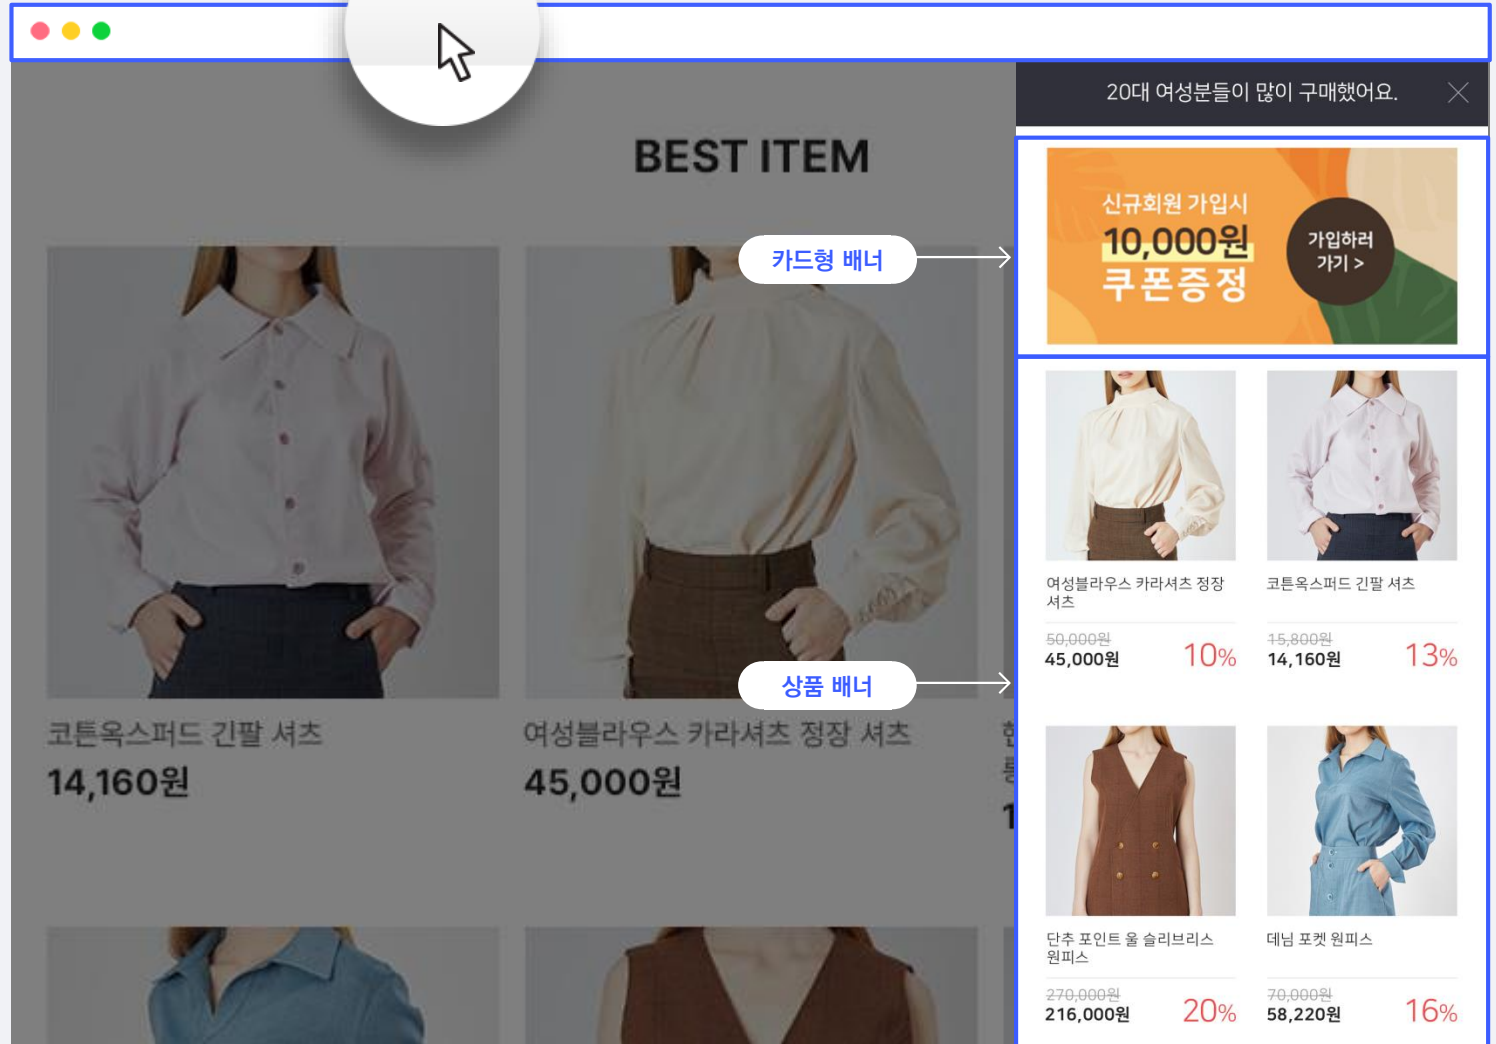 20대 여성분들이 많이 구매했어요.
BEST ITEM
신규회원 가입시
10,000원
쿠폰증정
가입하러
가기 >
카드형 배너
여성블라우스 카라셔츠 정장
셔츠
50,000원
45,000원
10%
코튼옥스퍼드 긴팔 셔츠
15,800원
14,160원
13%
상품 배너
코튼옥스퍼드 긴팔 셔츠
14,160원
여성블라우스 카라셔츠 정장 셔츠
45,000원
단추 포인트 울 슬리브리스
원피스
270,000원
216,000원
20%
데님 포켓 원피스
70,000원
58,220원
16%